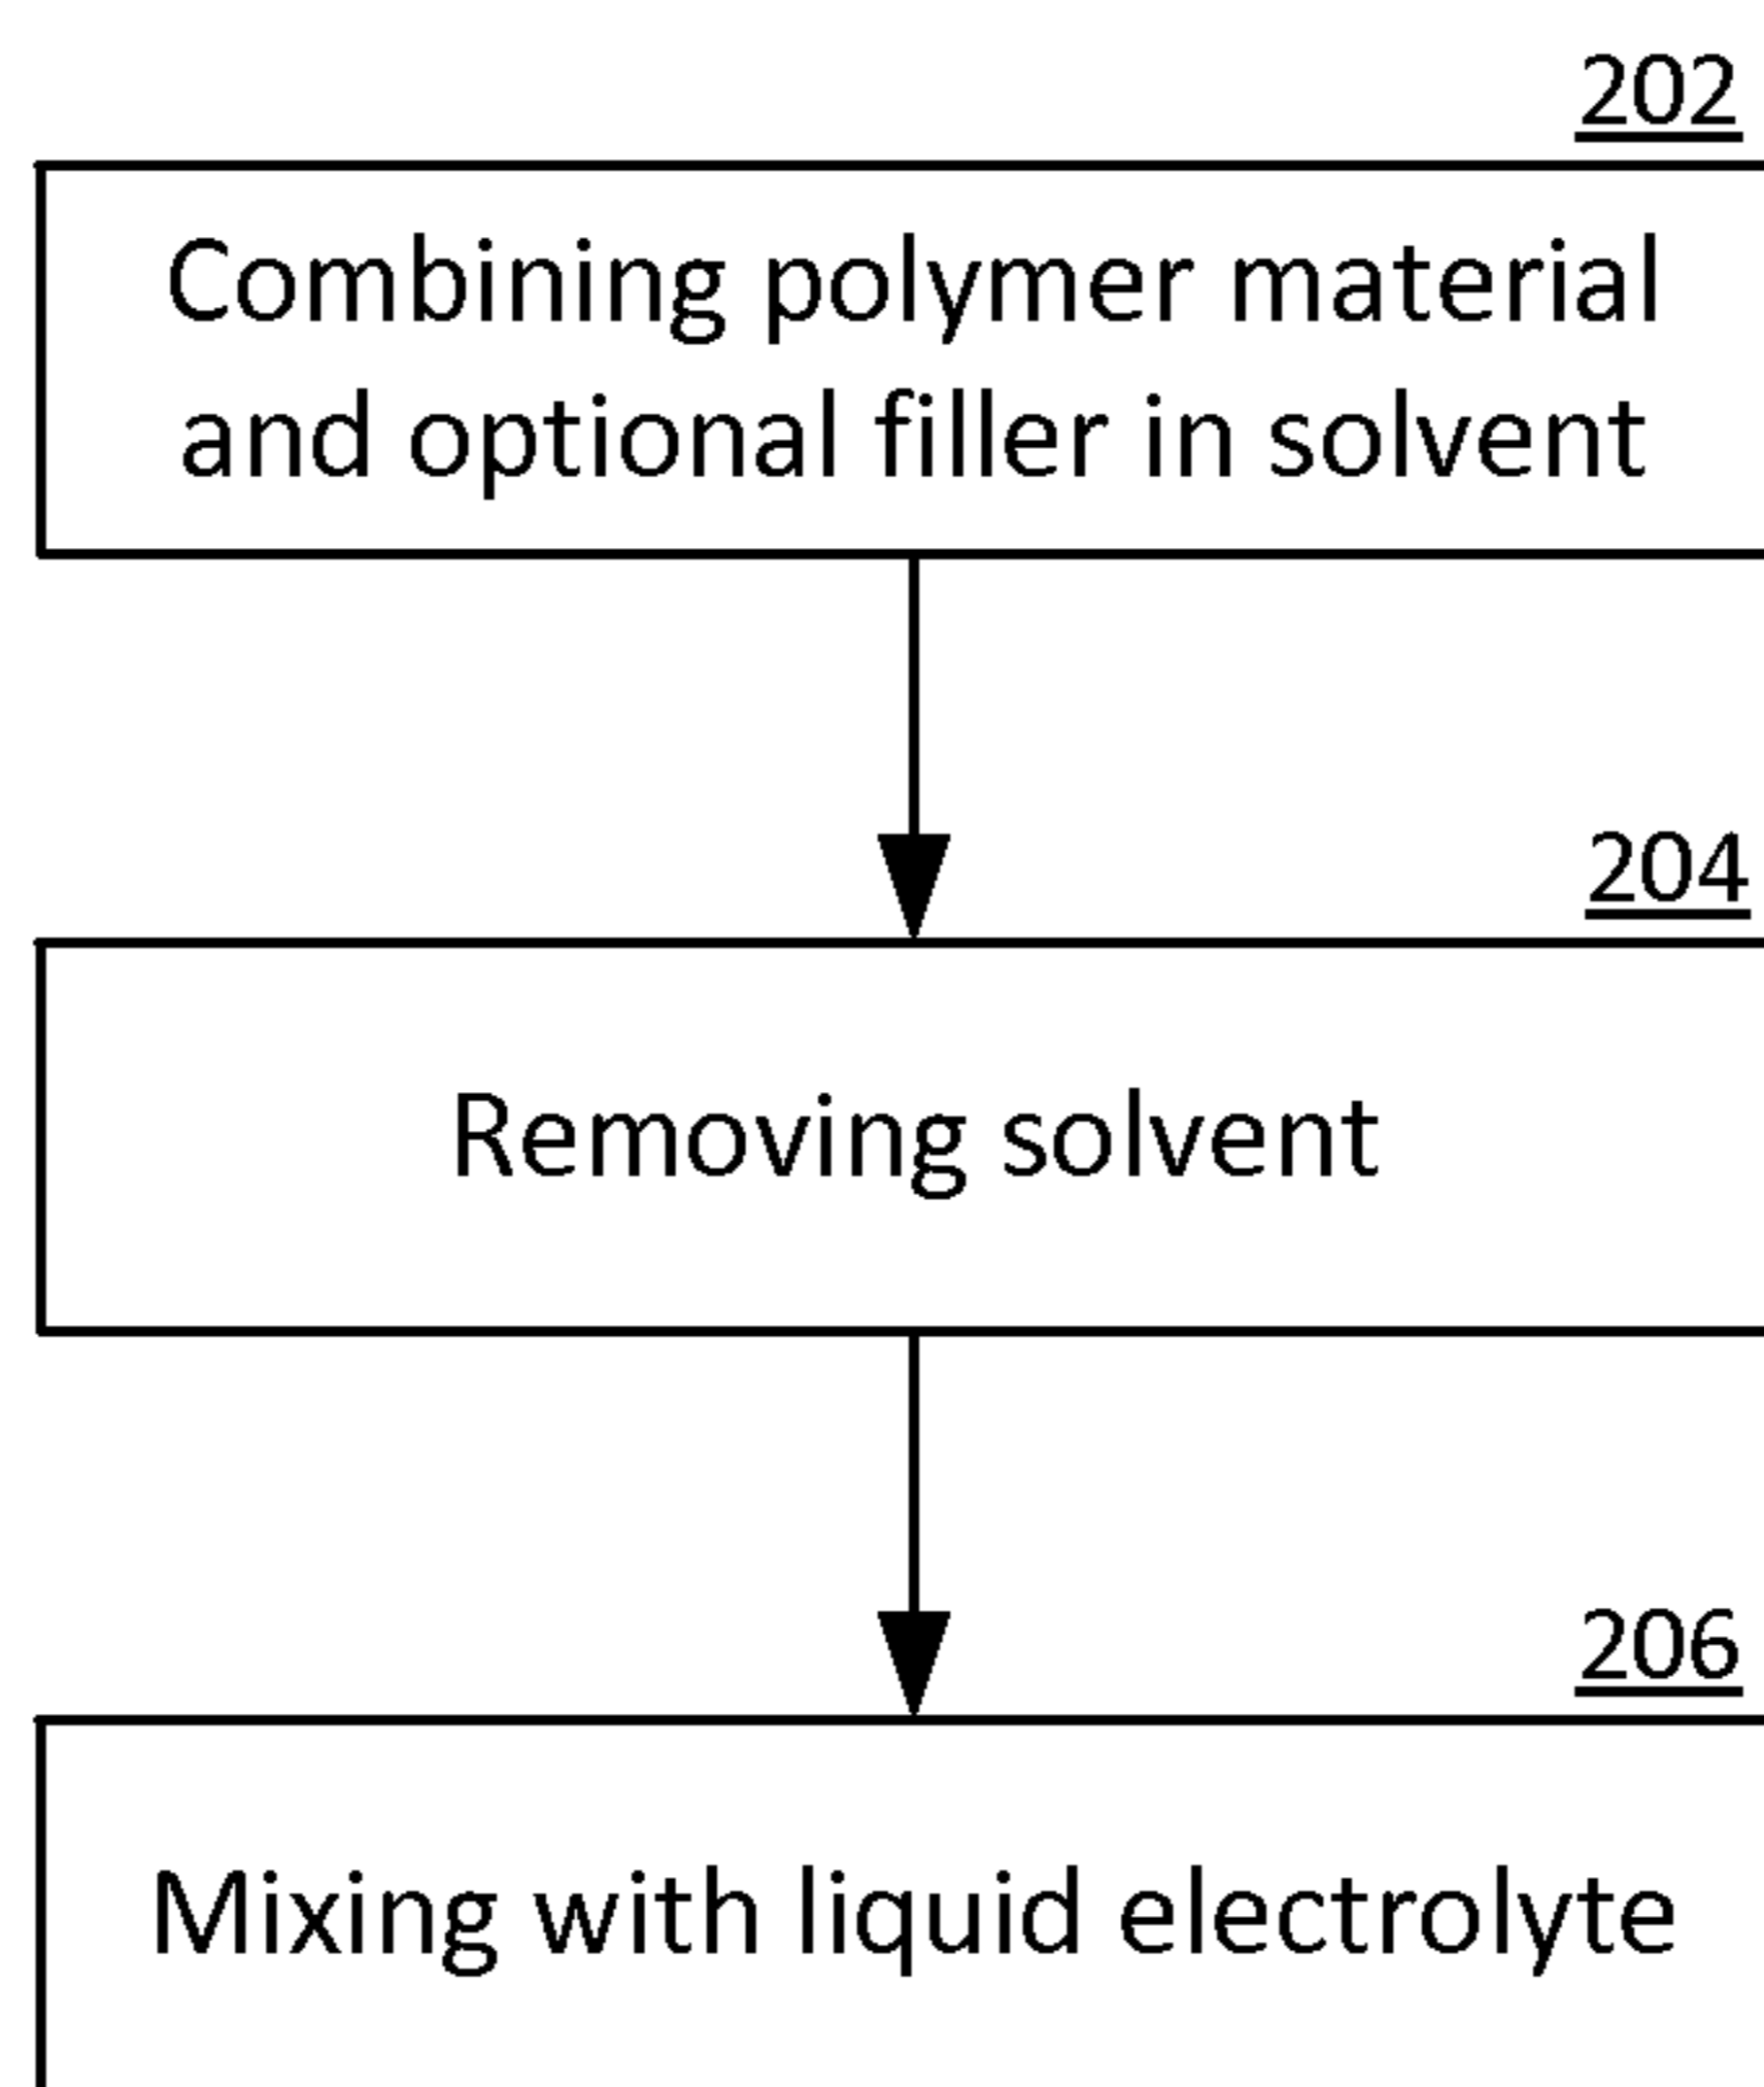 202
Combining polymer material
and optional filler in solvent
204
Removing solvent
206
Mixing with liquid electrolyte